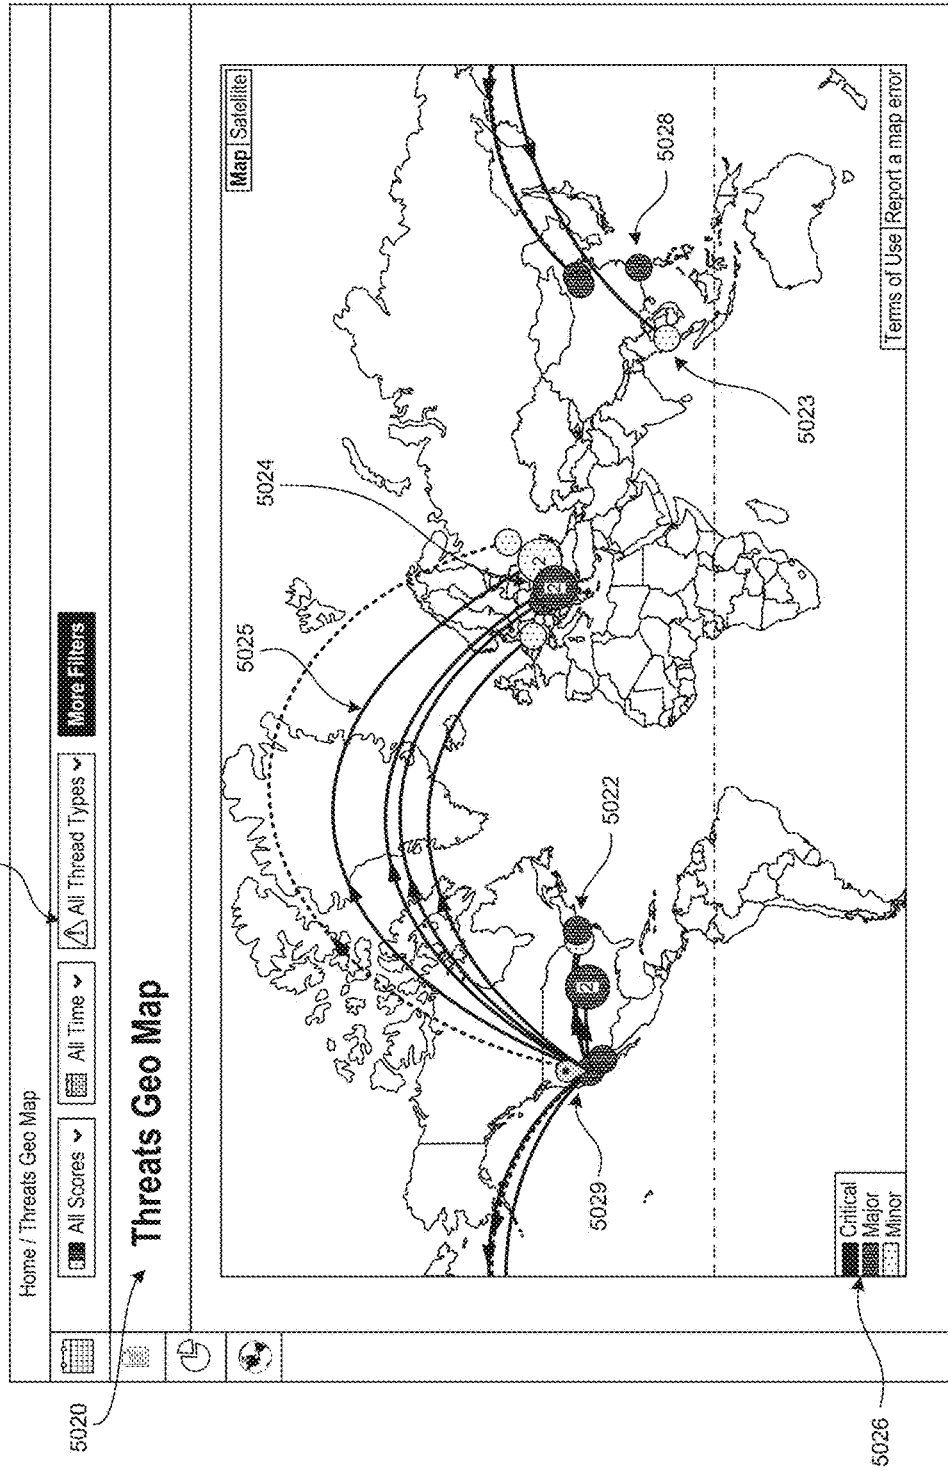 Home / Threats Geo Map
All Scores
All Time
All Thread Types
More Filters
5020
Threats Geo Map
Map
Satellite
5025
5024
5028
5022
5023
5029
2
2
2
Critical
Major
Minor
5026
Terms of Use
Report a map error